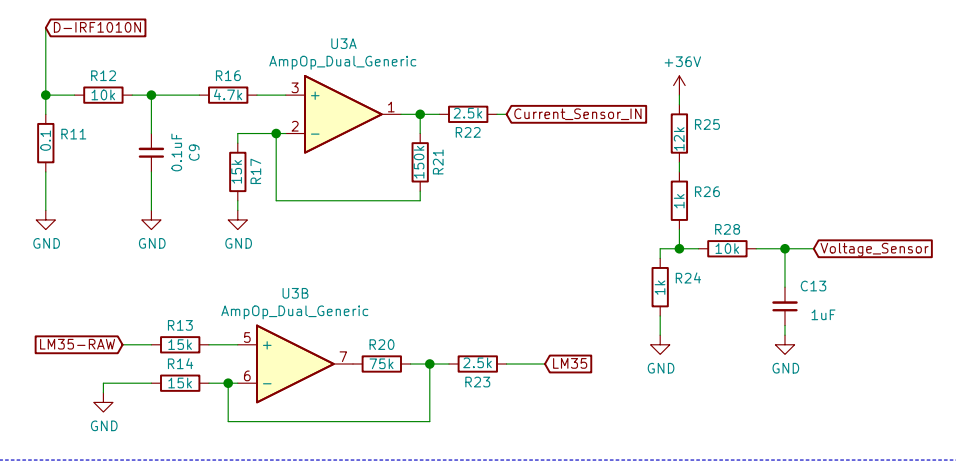 D-IRF1010N
U3A
AmpOp_Dual_Generic
R12
10k
R16
4.7k
3
+
1
2
−
R11
0.1
0.1uF
C9
15k
R17
150k
R21
2.5k
R22
Current_Sensor_IN
GND
GND
GND
+36V
12k
R25
1k
R26
R28
10k
Voltage_Sensor
1k
R24
C13
1uF
GND
GND
U3B
AmpOp_Dual_Generic
LM35-RAW
R13
15k
5
+
R14
15k
6
−
7
R20
75k
2.5k
R23
LM35
GND